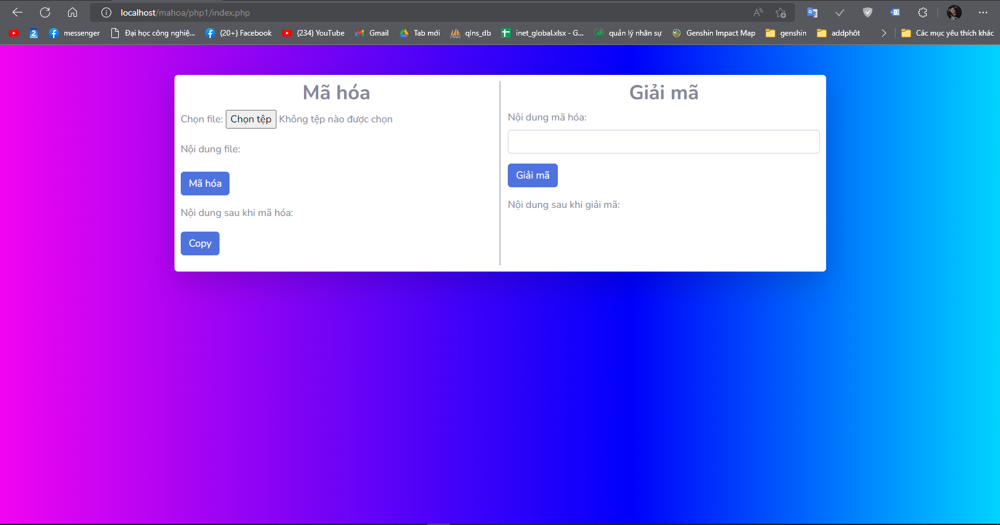 localhost/mahoa/php1/index.php
2 messenger Đại học công nghiệ... (20+) Facebook (234) YouTube Gmail Tab mới qlns_db inet_global.xlsx - G... quản lý nhân sự Genshin Impact Map genshin addphôt Các mục yêu thích khác
Mã hóa
Chọn file: Chọn tệp Không tệp nào được chọn
Nội dung file:
Mã hóa
Nội dung sau khi mã hóa:
Copy
Giải mã
Nội dung mã hóa:
Giải mã
Nội dung sau khi giải mã: